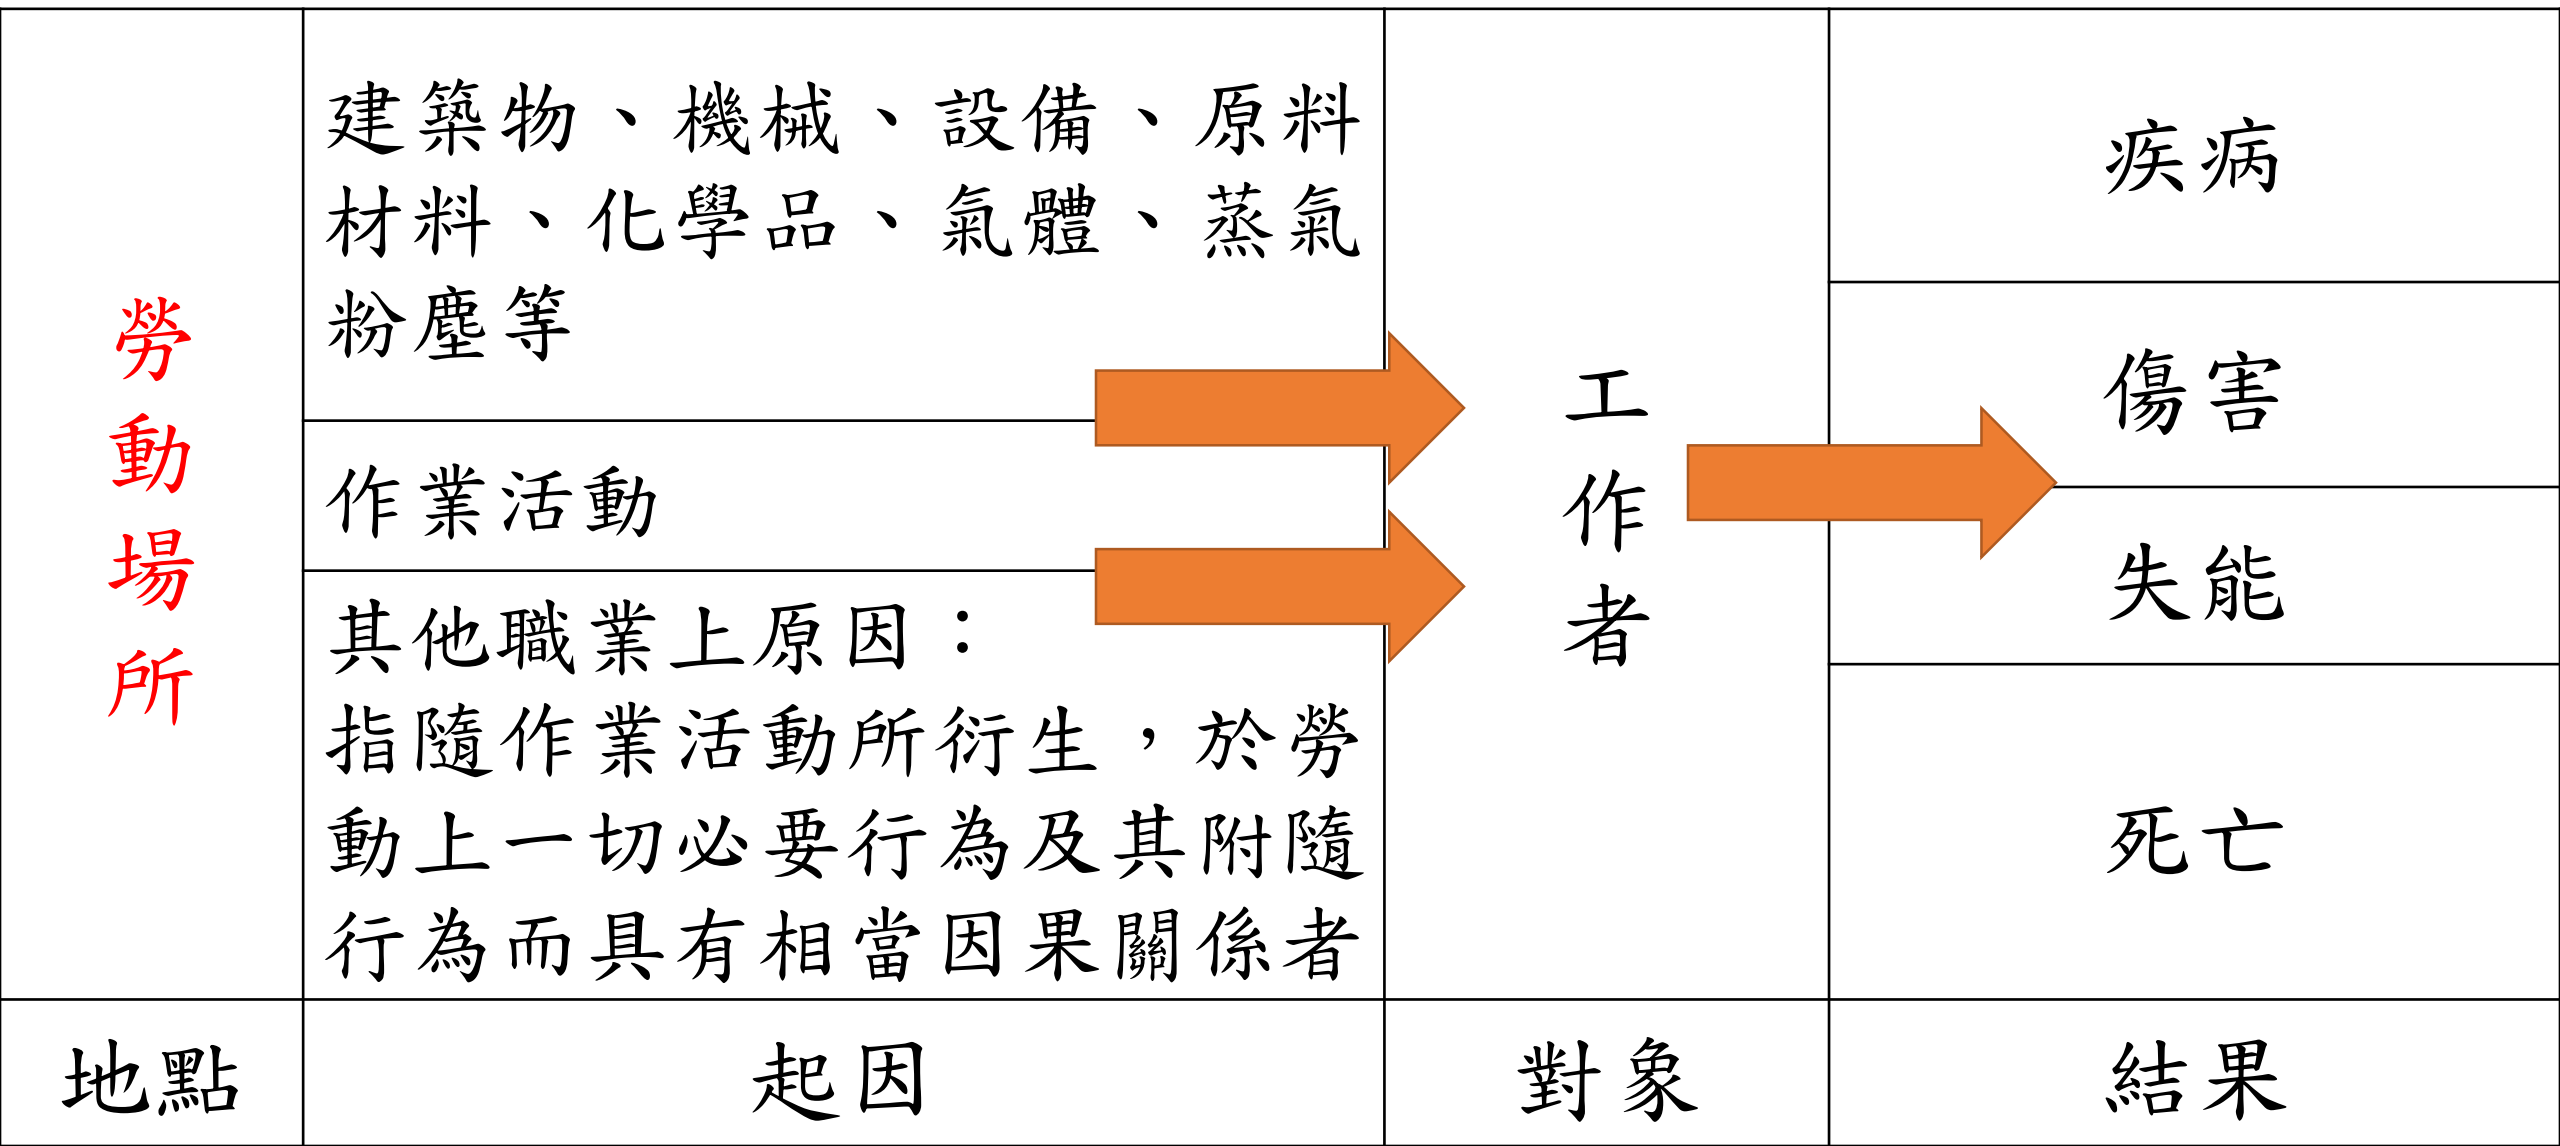 勞動場所
建築物、機械、設備、原料
材料、化學品、氣體、蒸氣
粉塵等
作業活動
其他職業上原因：
指隨作業活動所衍生，於勞
動上一切必要行為及其附隨
行為而具有相當因果關係者
工作者
疾病
傷害
失能
死亡
地點
起因
對象
結果